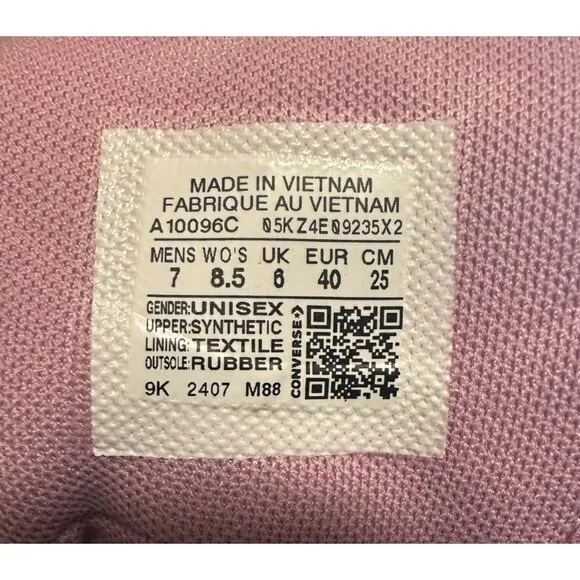 MADE IN VIETNAM
FABRIQUE AU VIETNAM
A10096C 05KZ4E09235X2
MENS WO'S UK EUR CM
7 8.5 6 40 25
GENDER:UNISEX
UPPER:SYNTHETIC
LINING:TEXTILE
OUTSOLE:RUBBER
9K 2407 M88
CONVERSE